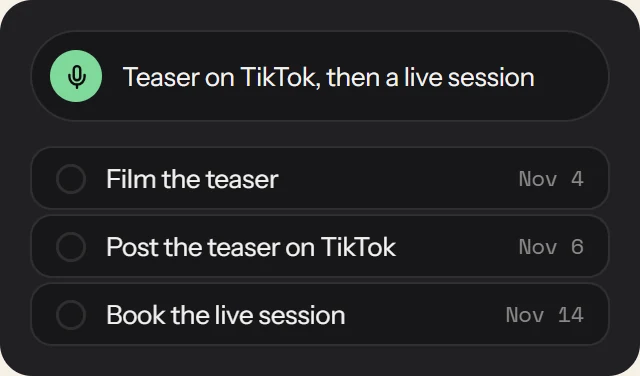 Teaser on TikTok, then a live session
Film the teaser Nov 4
Post the teaser on TikTok Nov 6
Book the live session Nov 14